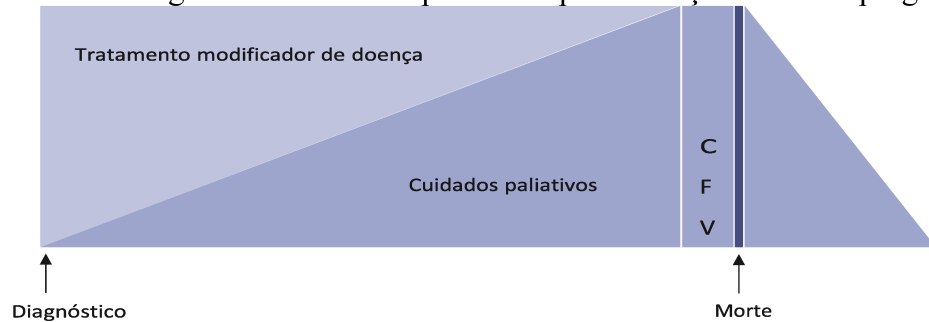 Tratamento modificador de doença
Cuidados paliativos
C
F
V
Diagnóstico
Morte